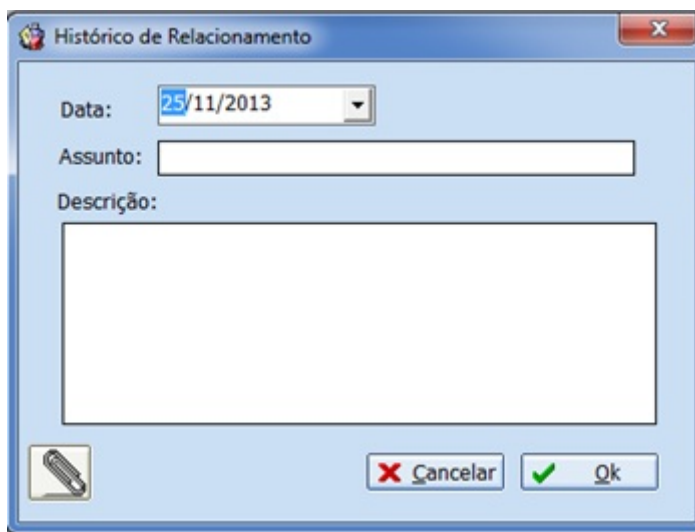 Histórico de Relacionamento
Data: 25/11/2013
Assunto:
Descrição:
Cancelar Ok